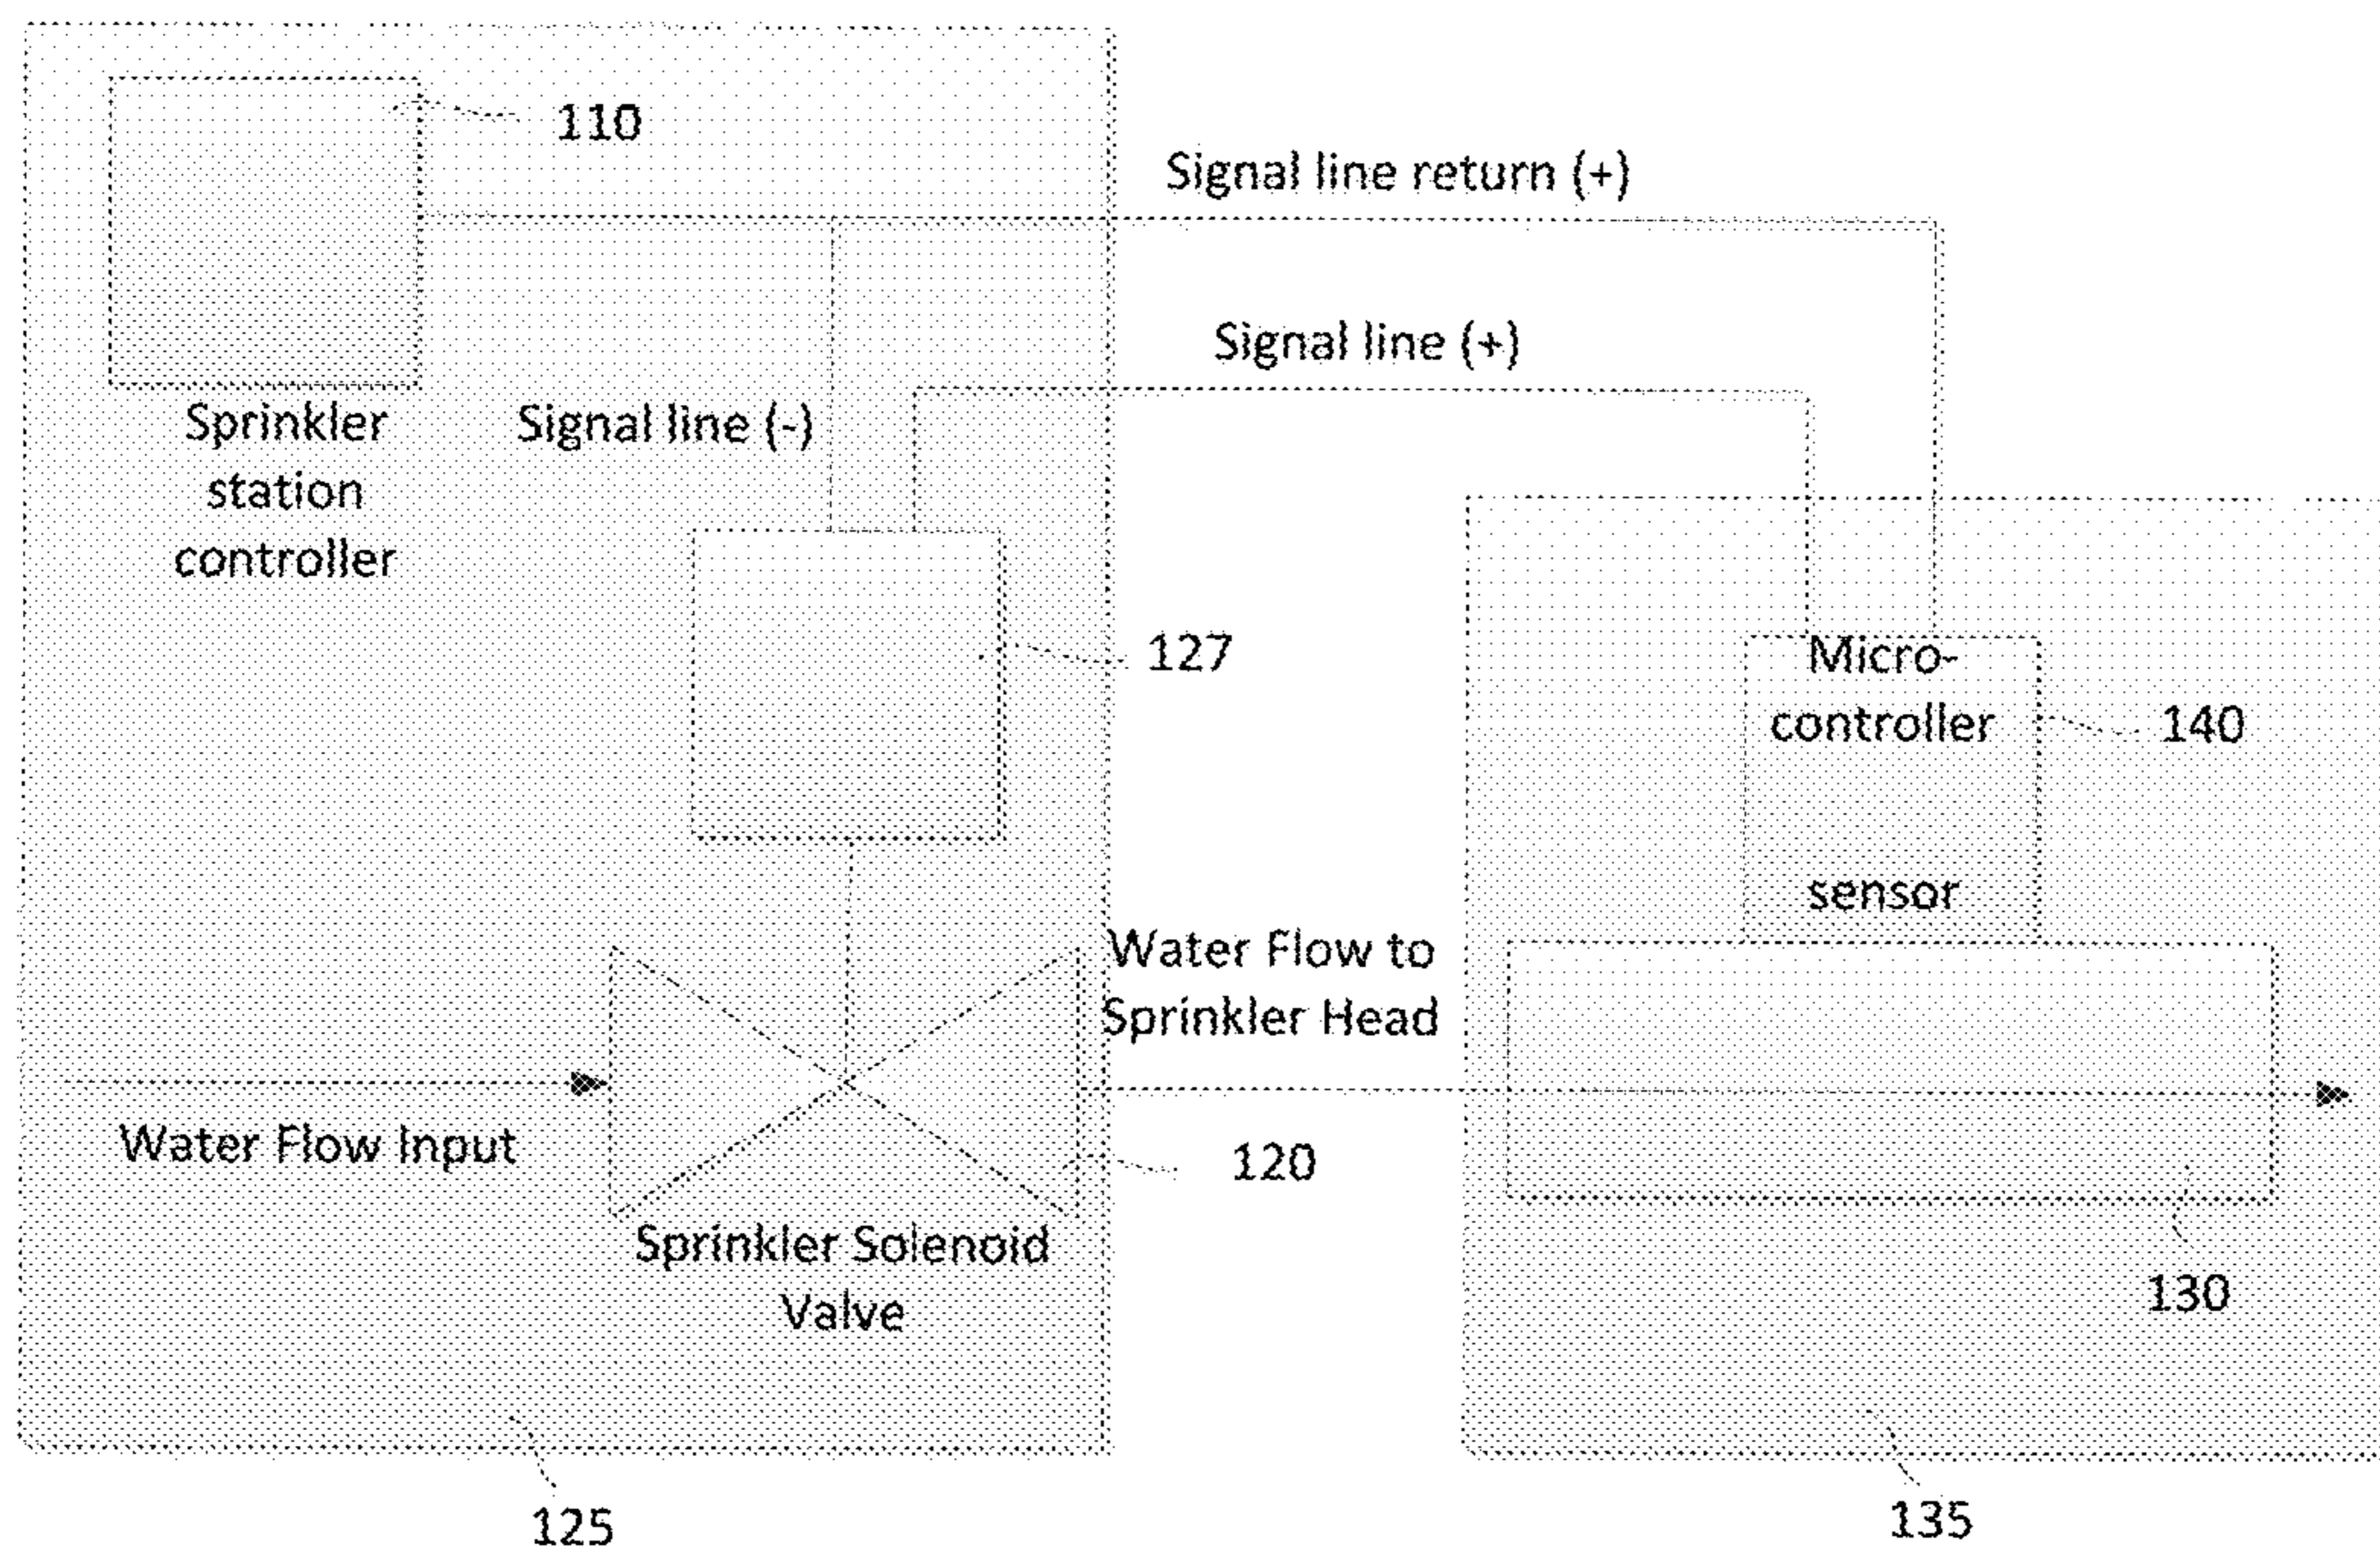 110
Signal line return (+)
Signal line (+)
Sprinkler
station
controller
Signal line (-)
127
Micro-
controller
140
sensor
Water Flow to
Sprinkler Head
Water Flow Input
120
Sprinkler Solenoid
Valve
130
125
135